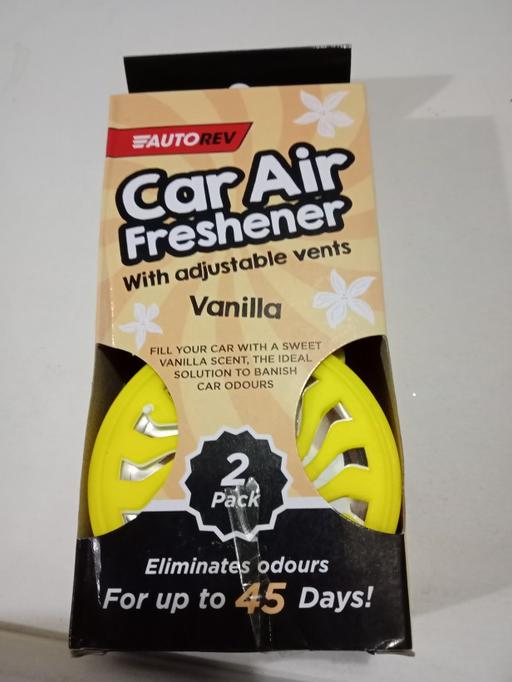 AUTOREV
Car Air
Freshener
With adjustable vents
Vanilla
FILL YOUR CAR WITH A SWEET
VANILLA SCENT, THE IDEAL
SOLUTION TO BANISH
CAR ODOURS
2
Pack
Eliminates odours
For up to 45 Days!